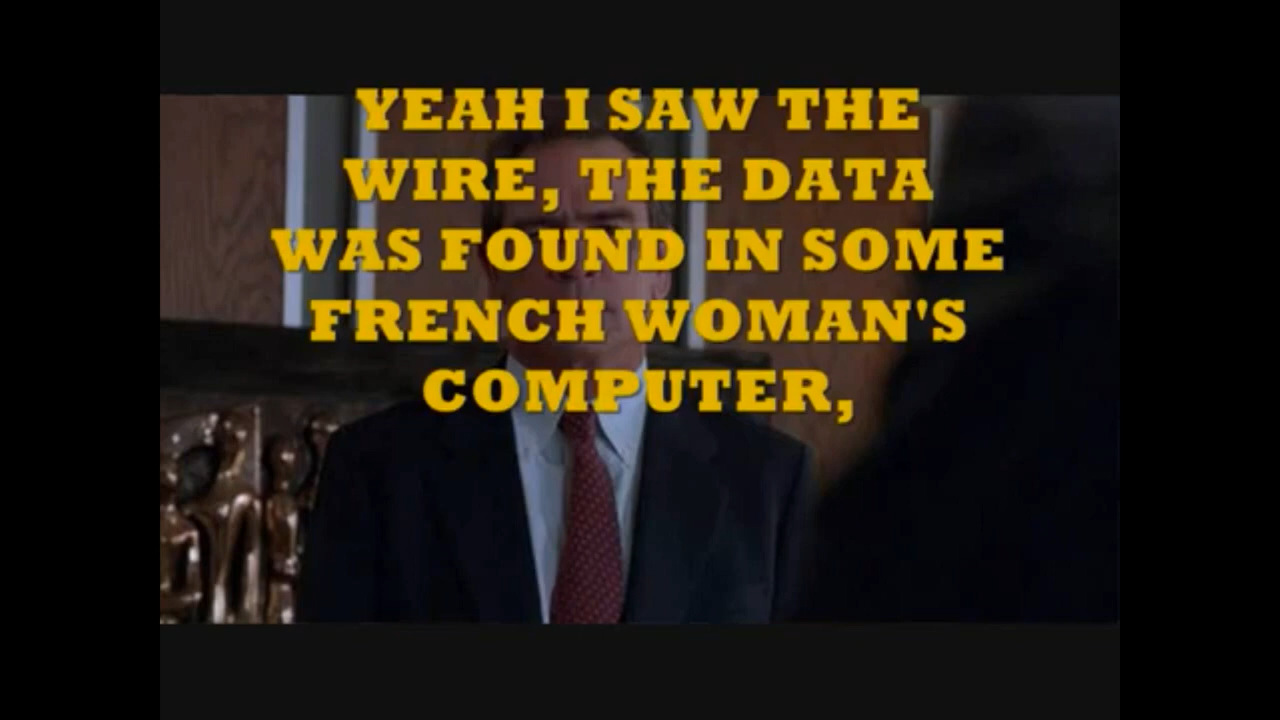 YEAH I SAW THE
WIRE, THE DATA
WAS FOUND IN SOME
FRENCH WOMAN'S
COMPUTER,